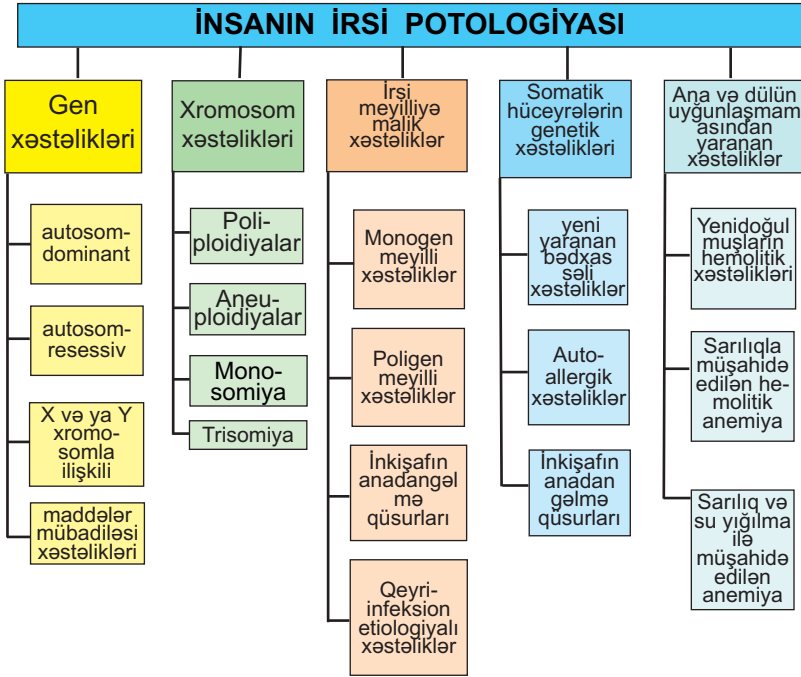 İNSANIN İRSİ POTOLOGİYASI
Gen
xəstəlikləri
autosom-
dominant
autosom-
resessiv
X və ya Y
xromo-
somla
ilişkili
maddələr
mübadiləsi
xəstəlikləri
Xromosom
xəstəlikləri
Poli-
ploidiyalar
Aneu-
ploidiyalar
Mono-
somiya
Trisomiya
İrsi
meyilliyə
malik
xəstəliklər
Monogen
meyilli
xəstəliklər
Poligen
meyilli
xəstəliklər
İnkişafın
anadangəl
mə
qüsurları
Qeyri-
infeksion
etiologiyalı
xəstəliklər
Somatik
hüceyrələrin
genetik
xəstəlikləri
yeni
yaranan
bədxas
səli
xəstəliklər
Auto-
allergik
xəstəliklər
İnkişafın
anadan
gəlmə
qüsurları
Ana və dülün
uyğunlaşmam
asından
yaranan
xəstəliklər
Yenidoğul
muşların
hemolitik
xəstəlikləri
Sarılıqla
müşahidə
edilən he-
molitik
anemiya
Sarılıq və
su yığılma
ilə
müşahidə
edilən
anemiya